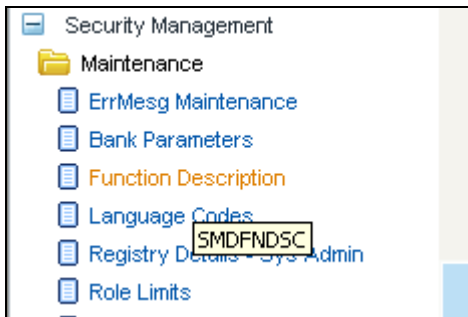 Security Management
Maintenance
ErrMesg Maintenance
Bank Parameters
Function Description
Language Codes
SMDFNDSC
Registry Details - Sys Admin
Role Limits